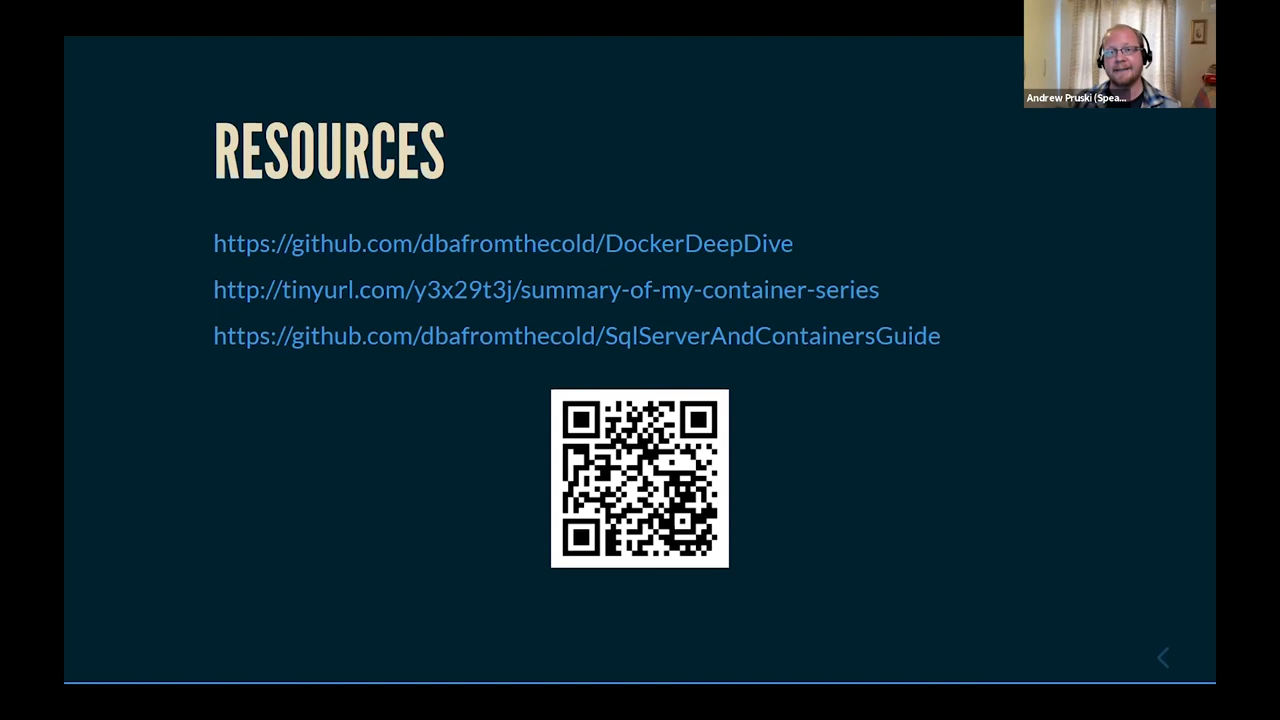 Andrew Pruski (Spea...
RESOURCES
https://github.com/dbafromthecold/DockerDeepDive
http://tinyurl.com/y3x29t3j/summary-of-my-container-series
https://github.com/dbafromthecold/SqlServerAndContainersGuide